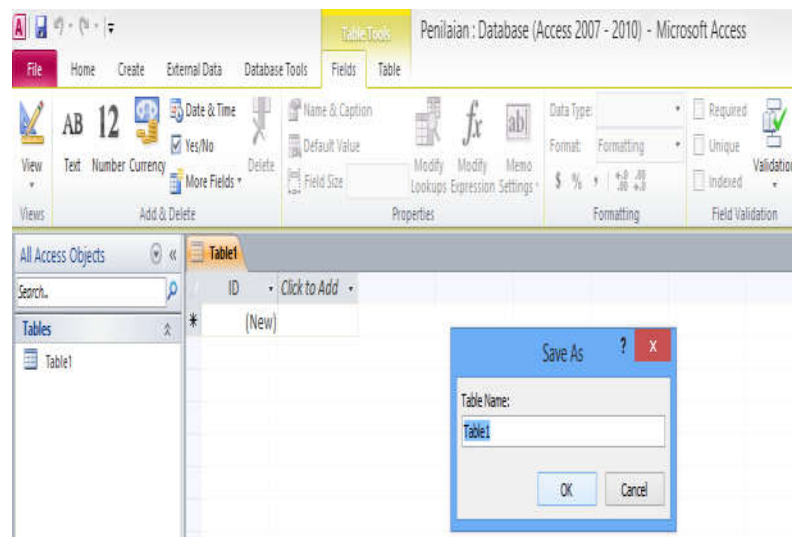 A
Table Tools
Penilaian : Database (Access 2007 - 2010) - Microsoft Access
File Home Create External Data Database Tools Fields Table
View
AB Text
12 Number
Currency
Date & Time
Yes/No
More Fields
Delete
Name & Caption
Default Value
Field Size
Modify Lookups
fx Modify Expression
ab Memo Settings
Data Type:
Format: Formatting
$ % , .00 .00
Required
Unique
Indexed
Validation
Views Add & Delete Properties Formatting Field Validation
All Access Objects «
Search..
Tables
Table1
Table1
ID Click to Add
* (New)
Save As ? X
Table Name:
Table1
OK Cancel